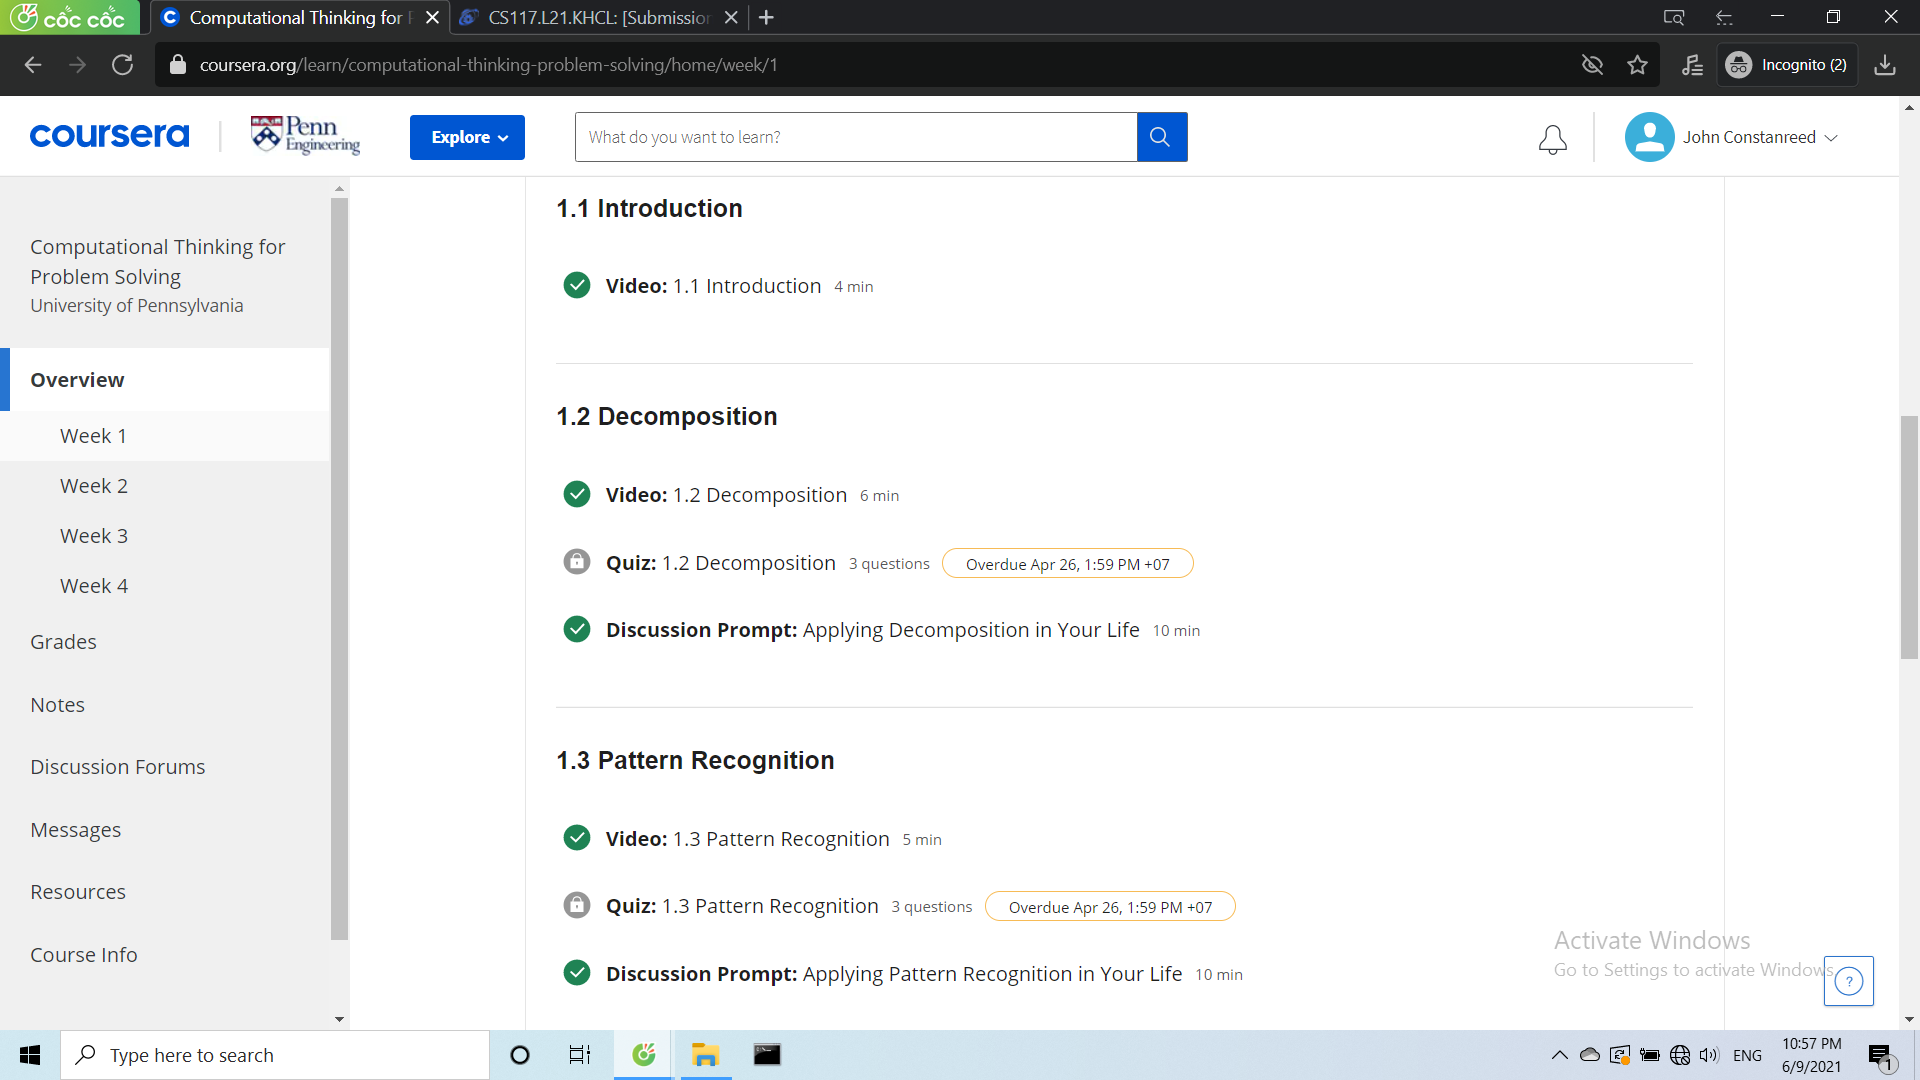 cốc cốc
Computational Thinking for P
CS117.L21.KHCL: [Submission
coursera.org/learn/computational-thinking-problem-solving/home/week/1
Incognito (2)
coursera
Penn
Engineering
Explore
What do you want to learn?
John Constanreed
Computational Thinking for
Problem Solving
University of Pennsylvania
Overview
Week 1
Week 2
Week 3
Week 4
Grades
Notes
Discussion Forums
Messages
Resources
Course Info
1.1 Introduction
Video: 1.1 Introduction 4 min
1.2 Decomposition
Video: 1.2 Decomposition 6 min
Quiz: 1.2 Decomposition 3 questions Overdue Apr 26, 1:59 PM +07
Discussion Prompt: Applying Decomposition in Your Life 10 min
1.3 Pattern Recognition
Video: 1.3 Pattern Recognition 5 min
Quiz: 1.3 Pattern Recognition 3 questions Overdue Apr 26, 1:59 PM +07
Discussion Prompt: Applying Pattern Recognition in Your Life 10 min
Activate Windows
Go to Settings to activate Windows
?
Type here to search
ENG
10:57 PM
6/9/2021
1